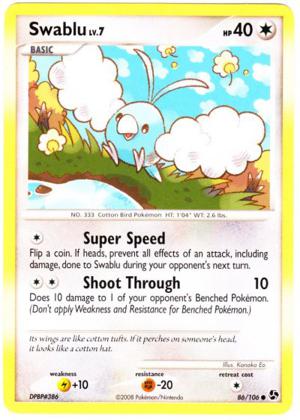 Swablu LV.7 HP 40
BASIC
NO. 333 Cotton Bird Pokémon HT: 1'04" WT: 2.6 lbs.
Super Speed
Flip a coin. If heads, prevent all effects of an attack, including
damage, done to Swablu during your opponent's next turn.
Shoot Through 10
Does 10 damage to 1 of your opponent's Benched Pokémon.
(Don't apply Weakness and Resistance for Benched Pokémon.)
Its wings are like cotton tufts. If it perches on someone's head,
it looks like a cotton hat.
Illus. Kanako Eo
weakness resistance retreat cost
+10 -20
DPBP#386 ©2008 Pokémon/Nintendo 86/106